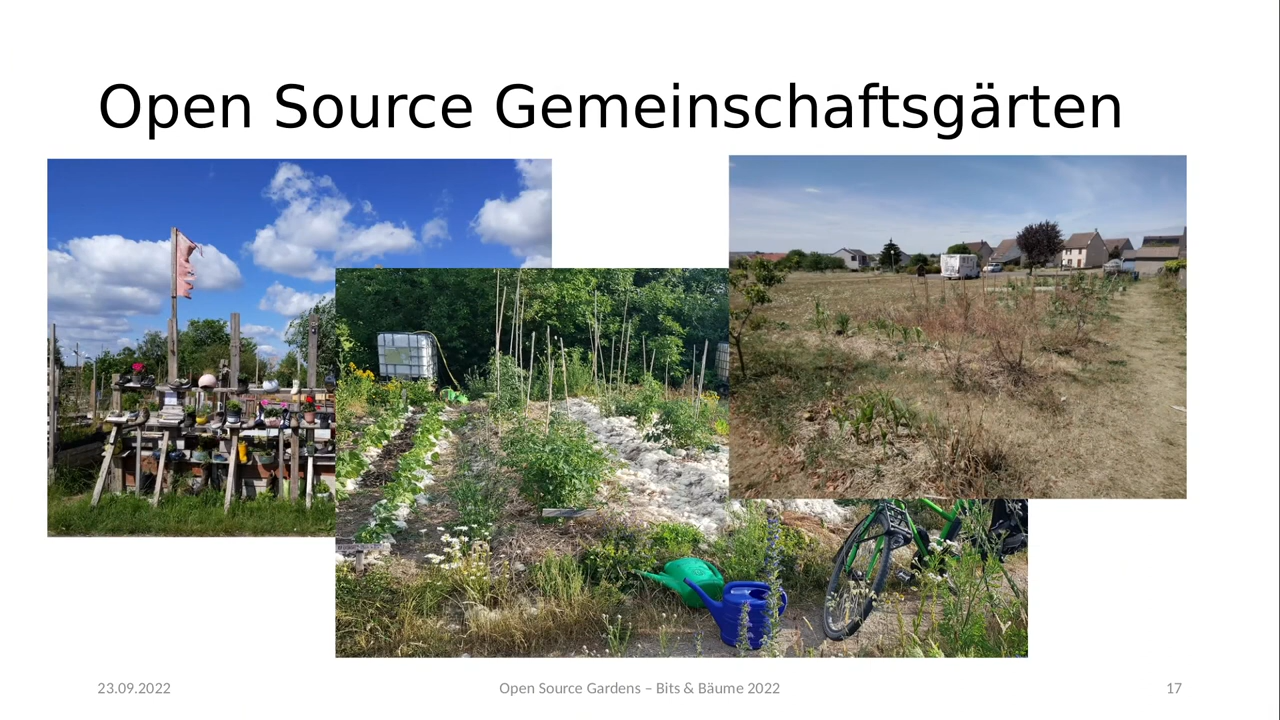 Open Source Gemeinschaftsgärten
23.09.2022
Open Source Gardens – Bits & Bäume 2022
17